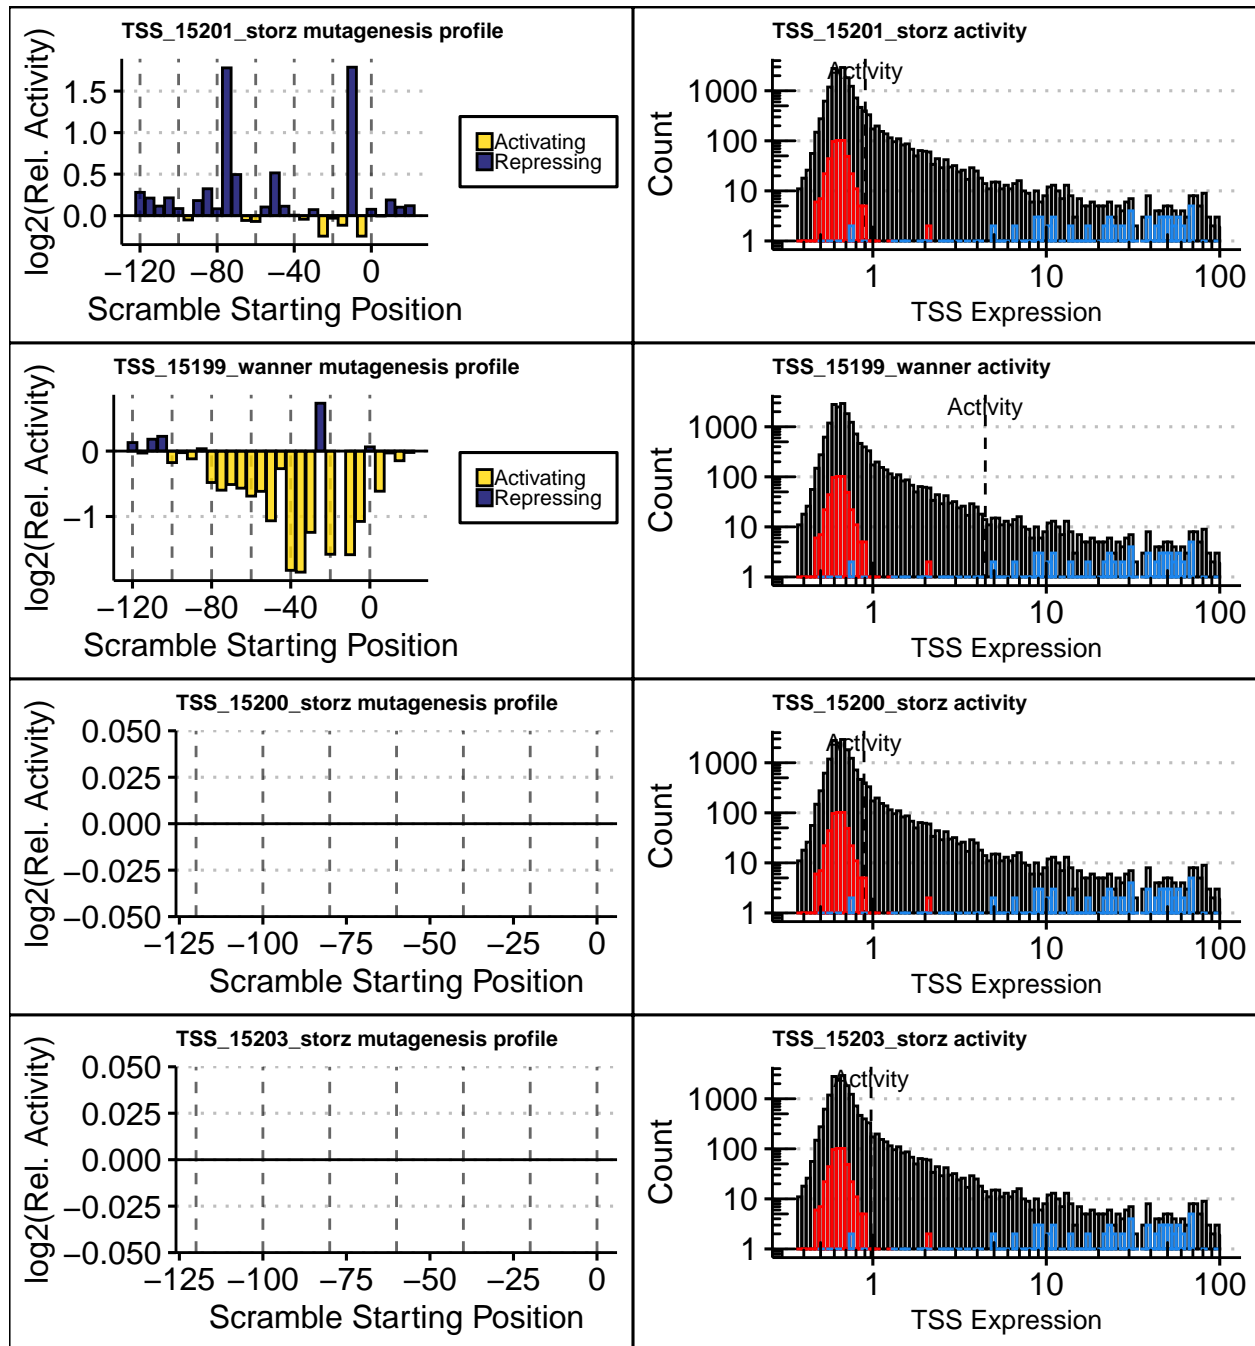 TSS_15201_storz mutagenesis profile
log2(Rel. Activity)
1.5
1.0
0.5
0.0
−120 −80 −40 0
Scramble Starting Position
Activating
Repressing
TSS_15201_storz activity
Activity
Count
1000
100
10
1
1 10 100
TSS Expression
TSS_15199_wanner mutagenesis profile
log2(Rel. Activity)
0
−1
−120 −80 −40 0
Scramble Starting Position
Activating
Repressing
TSS_15199_wanner activity
Activity
Count
1000
100
10
1
1 10 100
TSS Expression
TSS_15200_storz mutagenesis profile
log2(Rel. Activity)
0.050
0.025
0.000
−0.025
−0.050
−125 −100 −75 −50 −25 0
Scramble Starting Position
TSS_15200_storz activity
Activity
Count
1000
100
10
1
1 10 100
TSS Expression
TSS_15203_storz mutagenesis profile
log2(Rel. Activity)
0.050
0.025
0.000
−0.025
−0.050
−125 −100 −75 −50 −25 0
Scramble Starting Position
TSS_15203_storz activity
Activity
Count
1000
100
10
1
1 10 100
TSS Expression